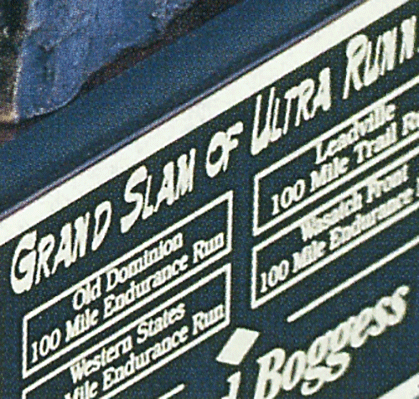 GRAND SLAM OF ULTRA RUNN
Old Dominion
100 Mile Endurance Run
Western States
Mile Endurance Run
Leadville
100 Mile Trail R
Wasatch Front
100 Mile Endurance
d Boggess